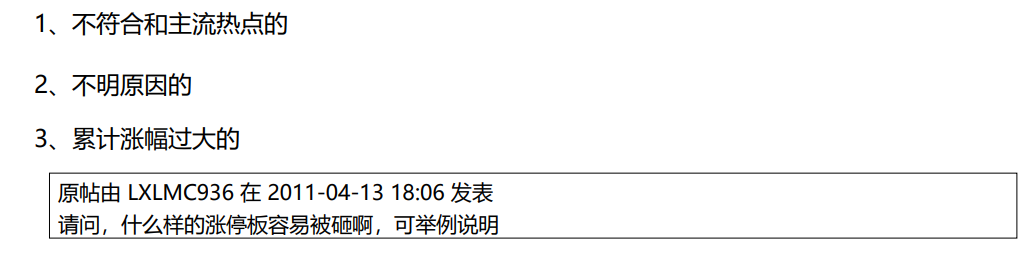 1、不符合和主流热点的
2、不明原因的
3、累计涨幅过大的
原帖由 LXLMC936 在 2011-04-13 18:06 发表
请问，什么样的涨停板容易被砸啊，可举例说明